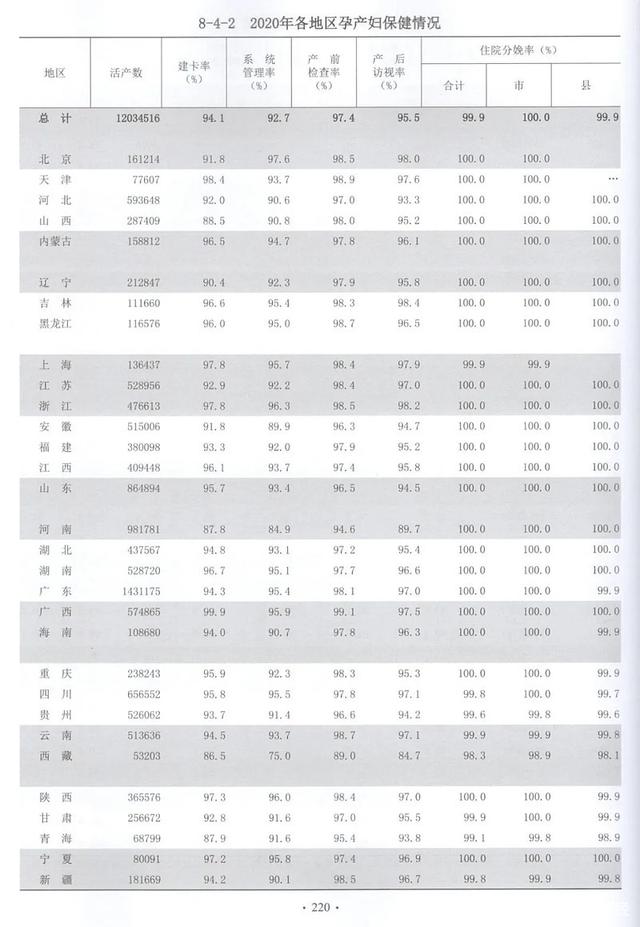 8-4-2 2020年各地区孕产妇保健情况
地区 活产数 建卡率(%) 系统管理率(%) 产前检查率(%) 产后访视率(%) 住院分娩率(%)
合计 市 县
总计 12034516 94.1 92.7 97.4 95.5 99.9 100.0 99.9
北京 161214 91.8 97.6 98.5 98.0 100.0 100.0
天津 77607 98.4 93.7 98.9 97.6 100.0 100.0 …
河北 593648 92.0 90.6 97.0 93.3 100.0 100.0 100.0
山西 287409 88.5 90.8 98.0 95.2 100.0 100.0 100.0
内蒙古 158812 96.5 94.7 97.8 96.1 100.0 100.0 100.0
辽宁 212847 90.4 92.3 97.9 95.8 100.0 100.0 100.0
吉林 111660 96.6 95.4 98.3 98.4 100.0 100.0 100.0
黑龙江 116576 96.0 95.0 98.7 96.5 100.0 100.0 100.0
上海 136437 97.8 95.7 98.4 97.9 99.9 99.9
江苏 528956 92.9 92.2 98.4 97.0 100.0 100.0 100.0
浙江 476613 97.8 96.3 98.5 98.2 100.0 100.0 100.0
安徽 515006 91.8 89.9 96.3 94.7 100.0 100.0 100.0
福建 380098 93.3 92.0 97.9 95.2 100.0 100.0 100.0
江西 409448 96.1 93.7 97.4 95.8 100.0 100.0 100.0
山东 864894 95.7 93.4 96.5 94.5 100.0 100.0 100.0
河南 981781 87.8 84.9 94.6 89.7 100.0 100.0 100.0
湖北 437567 94.8 93.1 97.2 95.4 100.0 100.0 100.0
湖南 528720 96.7 95.1 97.7 96.6 100.0 100.0 100.0
广东 1431175 94.3 95.4 98.1 97.0 100.0 100.0 99.9
广西 574865 99.9 95.9 99.1 97.5 100.0 100.0 100.0
海南 108680 94.0 90.7 97.8 96.3 100.0 100.0 99.9
重庆 238243 95.9 92.3 98.3 95.3 100.0 100.0 99.9
四川 656552 95.8 95.5 97.8 97.1 99.8 100.0 99.7
贵州 526062 93.7 91.4 96.6 94.2 99.6 99.8 99.6
云南 513636 94.5 93.7 98.7 97.1 99.9 99.9 99.8
西藏 53203 86.5 75.0 89.0 84.7 98.3 98.9 98.1
陕西 365576 97.3 96.0 98.4 97.0 100.0 100.0 99.9
甘肃 256672 92.8 91.6 97.0 95.5 99.9 100.0 99.9
青海 68799 87.9 91.6 95.4 93.8 99.1 99.8 98.9
宁夏 80091 97.2 95.8 97.4 96.9 100.0 100.0 100.0
新疆 181669 94.2 90.1 98.5 96.7 99.8 99.9 99.8
·220·